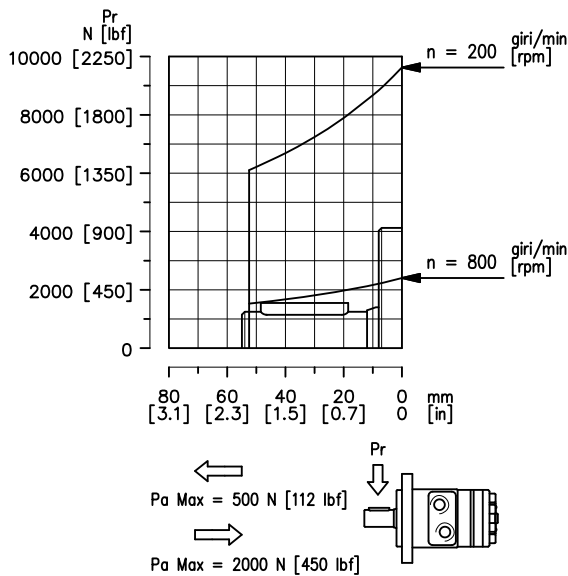 Pr
N [lbf]
10000 [2250]
8000 [1800]
6000 [1350]
4000 [900]
2000 [450]
0
n = 200 giri/min [rpm]
n = 800 giri/min [rpm]
80 60 40 20 0 mm
[3.1] [2.3] [1.5] [0.7] 0 [in]
Pr
Pa Max = 500 N [112 lbf]
Pa Max = 2000 N [450 lbf]